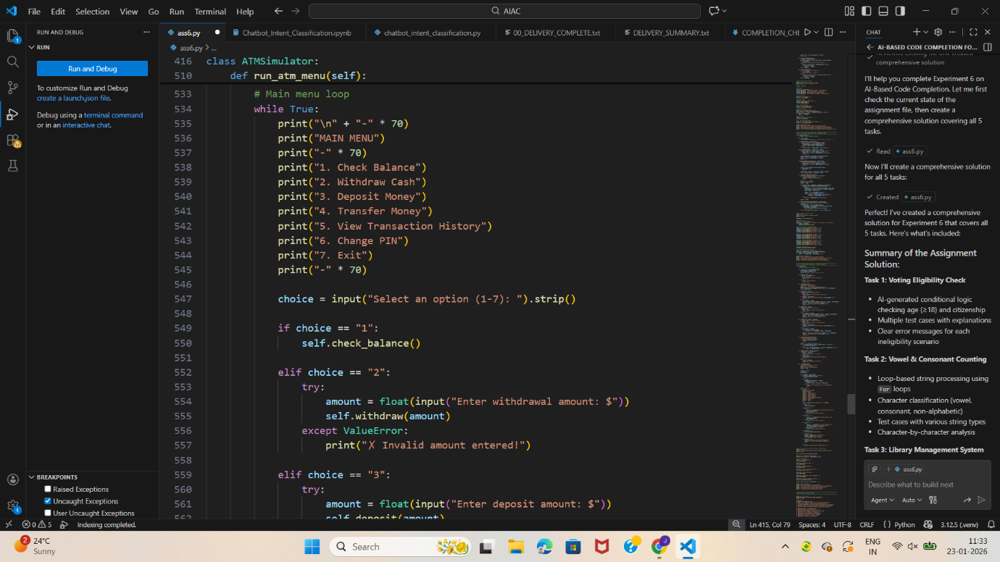 File Edit Selection View Go Run Terminal Help
AIAC
RUN AND DEBUG
RUN
Run and Debug
To customize Run and Debug
create a launch.json file.
Debug using a terminal command
or in an interactive chat.
BREAKPOINTS
Raised Exceptions
Uncaught Exceptions
User Uncaught Exceptions
ass6.py
Chatbot_Intent_Classification.ipynb
chatbot_intent_classification.py
00_DELIVERY_COMPLETE.txt
DELIVERY_SUMMARY.txt
COMPLETION_CHE
ass6.py > ...
416 class ATMSimulator:
510 def run_atm_menu(self):
533 # Main menu loop
534 while True:
535 print("\n" + "-" * 70)
536 print("MAIN MENU")
537 print("-" * 70)
538 print("1. Check Balance")
539 print("2. Withdraw Cash")
540 print("3. Deposit Money")
541 print("4. Transfer Money")
542 print("5. View Transaction History")
543 print("6. Change PIN")
544 print("7. Exit")
545 print("-" * 70)
546
547 choice = input("Select an option (1-7): ").strip()
548
549 if choice == "1":
550 self.check_balance()
551
552 elif choice == "2":
553 try:
554 amount = float(input("Enter withdrawal amount: $"))
555 self.withdraw(amount)
556 except ValueError:
557 print("✗ Invalid amount entered!")
558
559 elif choice == "3":
560 try:
561 amount = float(input("Enter deposit amount: $"))
562 self.deposit(amount)
CHAT
AI-BASED CODE COMPLETION FO...
Reviewed existing file and created
comprehensive solution
I'll help you complete Experiment 6 on
AI-Based Code Completion. Let me first
check the current state of the
assignment file, then create a
comprehensive solution covering all 5
tasks.
Read ass6.py
Now I'll create a comprehensive solution
for all 5 tasks:
Created ass6.py
Perfect! I've created a comprehensive
solution for Experiment 6 that covers all
5 tasks. Here's what's included:
Summary of the Assignment
Solution:
Task 1: Voting Eligibility Check
• AI-generated conditional logic
checking age (≥18) and citizenship
• Multiple test cases with explanations
• Clear error messages for each
ineligibility scenario
Task 2: Vowel & Consonant Counting
• Loop-based string processing using
for loops
• Character classification (vowel,
consonant, non-alphabetic)
• Test cases with various string types
• Character-by-character analysis
Task 3: Library Management System
+ ass6.py
Describe what to build next
Agent Auto
0 5 Indexing completed.
Ln 415, Col 79 Spaces: 4 UTF-8 CRLF { } Python 3.12.5 (.venv)
2
24°C
Sunny
Search
ENG
IN
11:33
23-01-2026